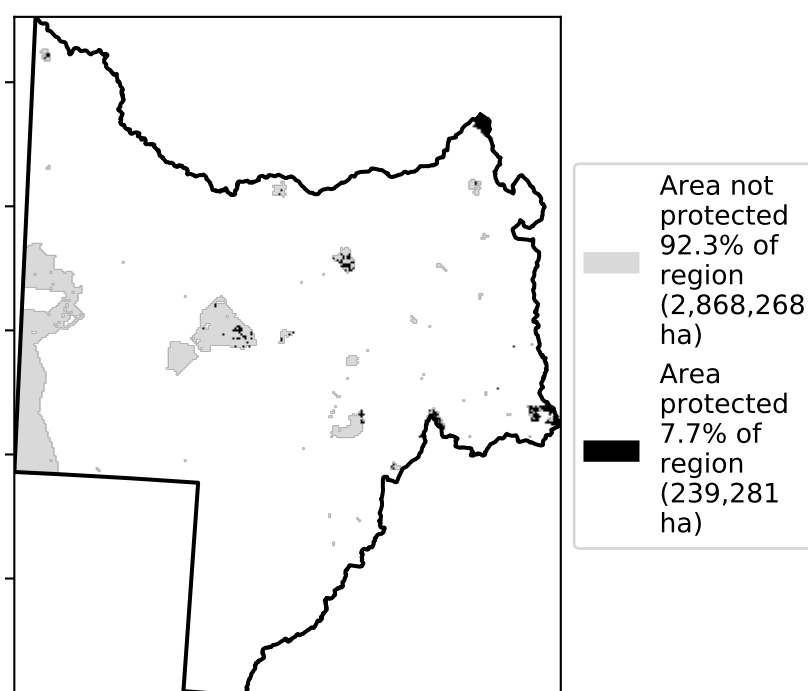 Area not
protected
92.3% of
region
(2,868,268
ha)
Area
protected
7.7% of
region
(239,281
ha)